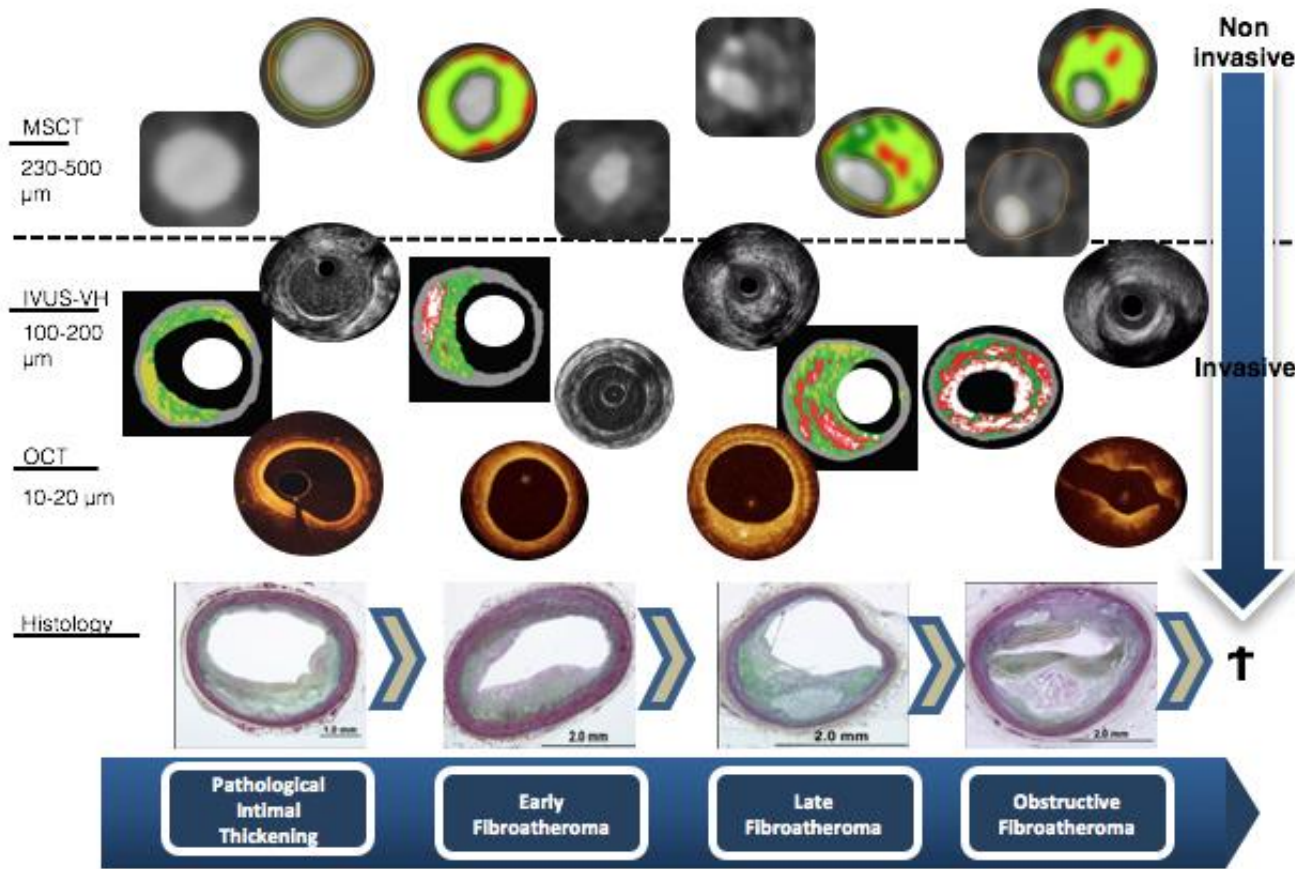 Non
invasive
MSCT
230-500
µm
IVUS-VH
100-200
µm
Invasive
OCT
10-20 µm
Histology
1.0 mm
2.0 mm
2.0 mm
2.0 mm
†
Pathological
Intimal
Thickening
Early
Fibroatheroma
Late
Fibroatheroma
Obstructive
Fibroatheroma